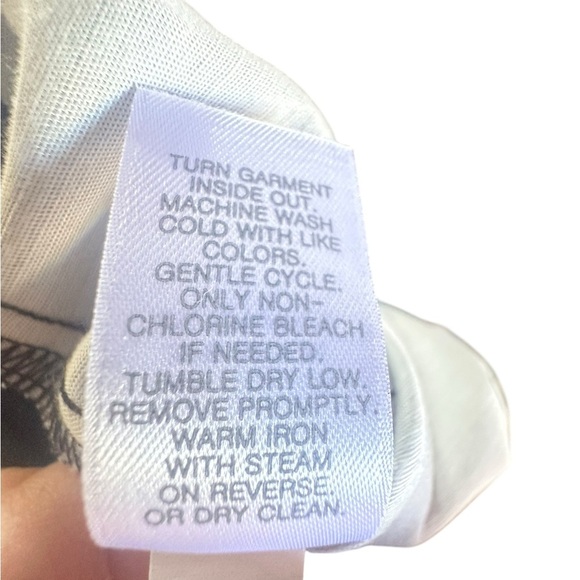 TURN GARMENT
INSIDE OUT.
MACHINE WASH
COLD WITH LIKE
COLORS.
GENTLE CYCLE.
ONLY NON-
CHLORINE BLEACH
IF NEEDED.
TUMBLE DRY LOW.
REMOVE PROMPTLY.
WARM IRON
WITH STEAM
ON REVERSE.
OR DRY CLEAN.